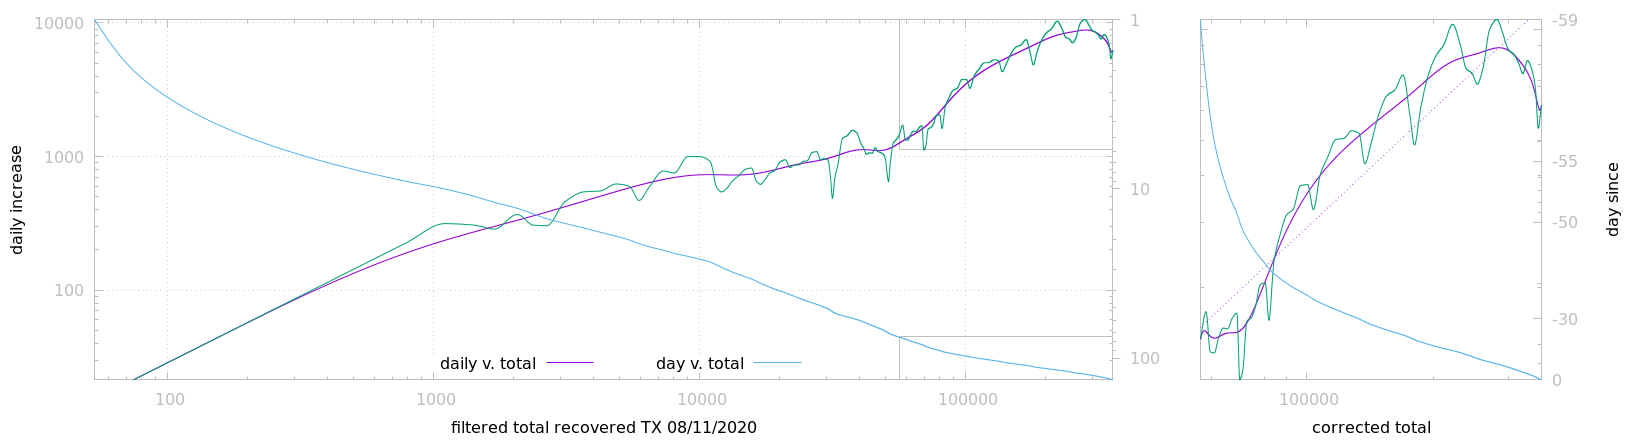 10000
1000
100
daily increase
100
1000
10000
100000
filtered total recovered TX 08/11/2020
daily v. total
day v. total
1
10
100
100000
corrected total
-59
-55
-50
-30
0
day since